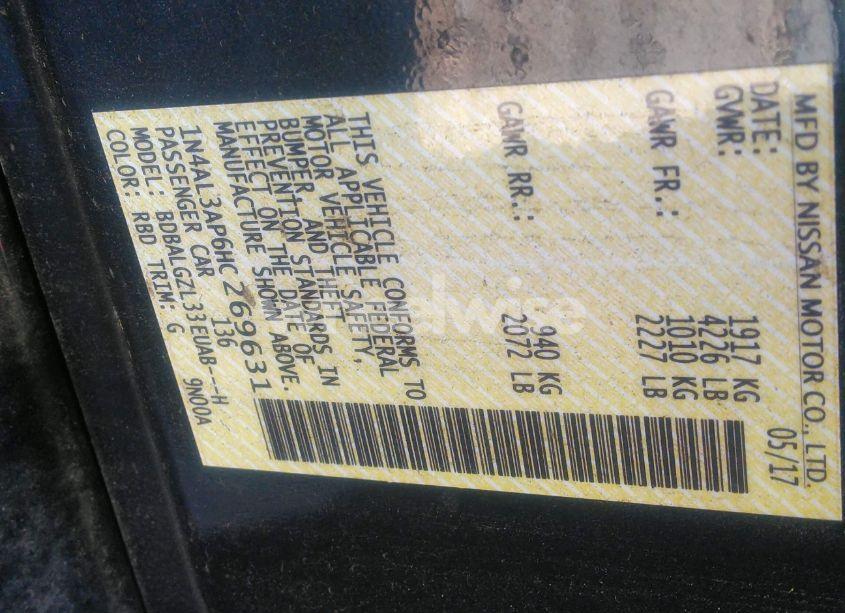 MFD BY NISSAN MOTOR CO., LTD.
DATE: 05/17
GVWR: 1917 KG
4226 LB
GAWR FR.: 1010 KG
2227 LB
GAWR RR.: 940 KG
2072 LB
THIS VEHICLE CONFORMS TO
ALL APPLICABLE FEDERAL
MOTOR VEHICLE SAFETY,
BUMPER, AND THEFT
PREVENTION STANDARDS IN
EFFECT ON THE DATE OF
MANUFACTURE SHOWN ABOVE.
1N4AL3AP6HC269631
PASSENGER CAR 136
MODEL: BDBALGZL33EUAB--H
COLOR: RBD TRIM: G 9N00A